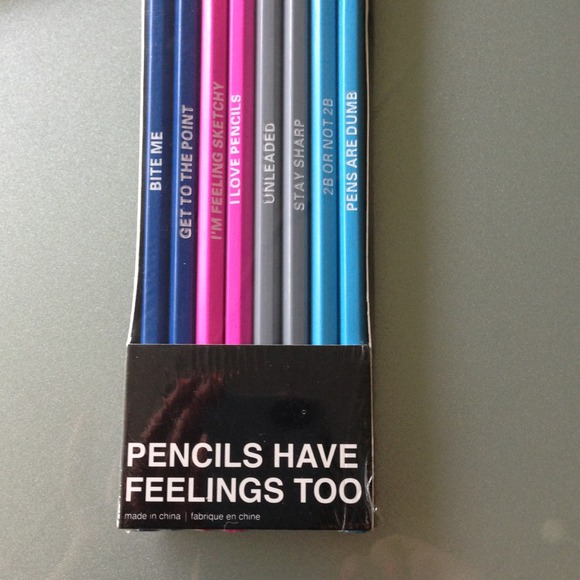 BITE ME
GET TO THE POINT
I'M FEELING SKETCHY
I LOVE PENCILS
UNLEADED
STAY SHARP
2B OR NOT 2B
PENS ARE DUMB
PENCILS HAVE
FEELINGS TOO
made in china | fabrique en chine